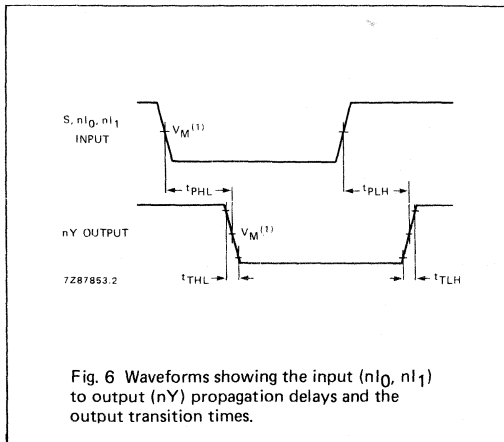 S, nI0, nI1
INPUT
VM(1)
tPHL
tPLH
nY OUTPUT
VM(1)
tTHL
tTLH
7Z87853.2
Fig. 6 Waveforms showing the input (nI0, nI1)
to output (nY) propagation delays and the
output transition times.